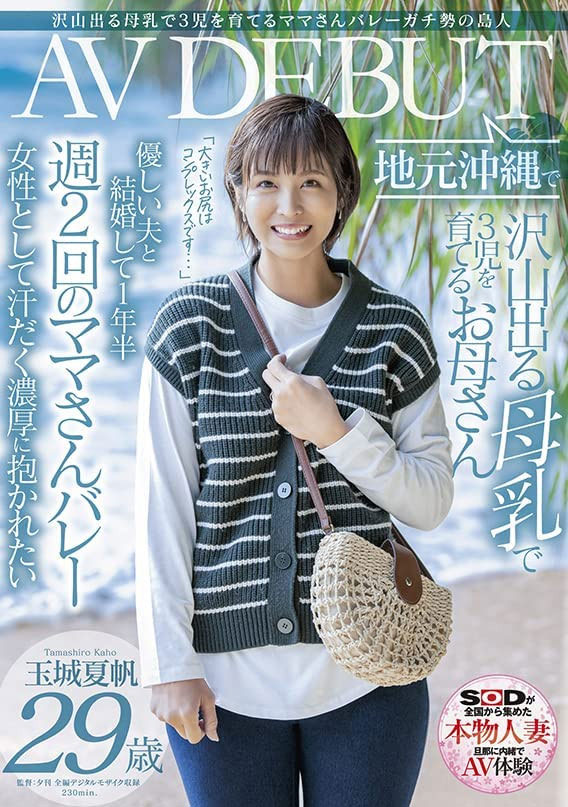 沢山出る母乳で3児を育てるママさんバレーガチ勢の島人
AV DEBUT
地元沖縄で
沢山出る母乳で
3児を
育てるお母さん
「大きいお尻は
コンプレックスです…」
優しい夫と
結婚して1年半
週2回のママさんバレー
女性として汗だく濃厚に抱かれたい
Tamashiro Kaho
玉城夏帆
29歳
監督:夕刊 全編デジタルモザイク収録
230min.
SODが
全国から集めた
本物人妻
旦那に内緒で
AV体験